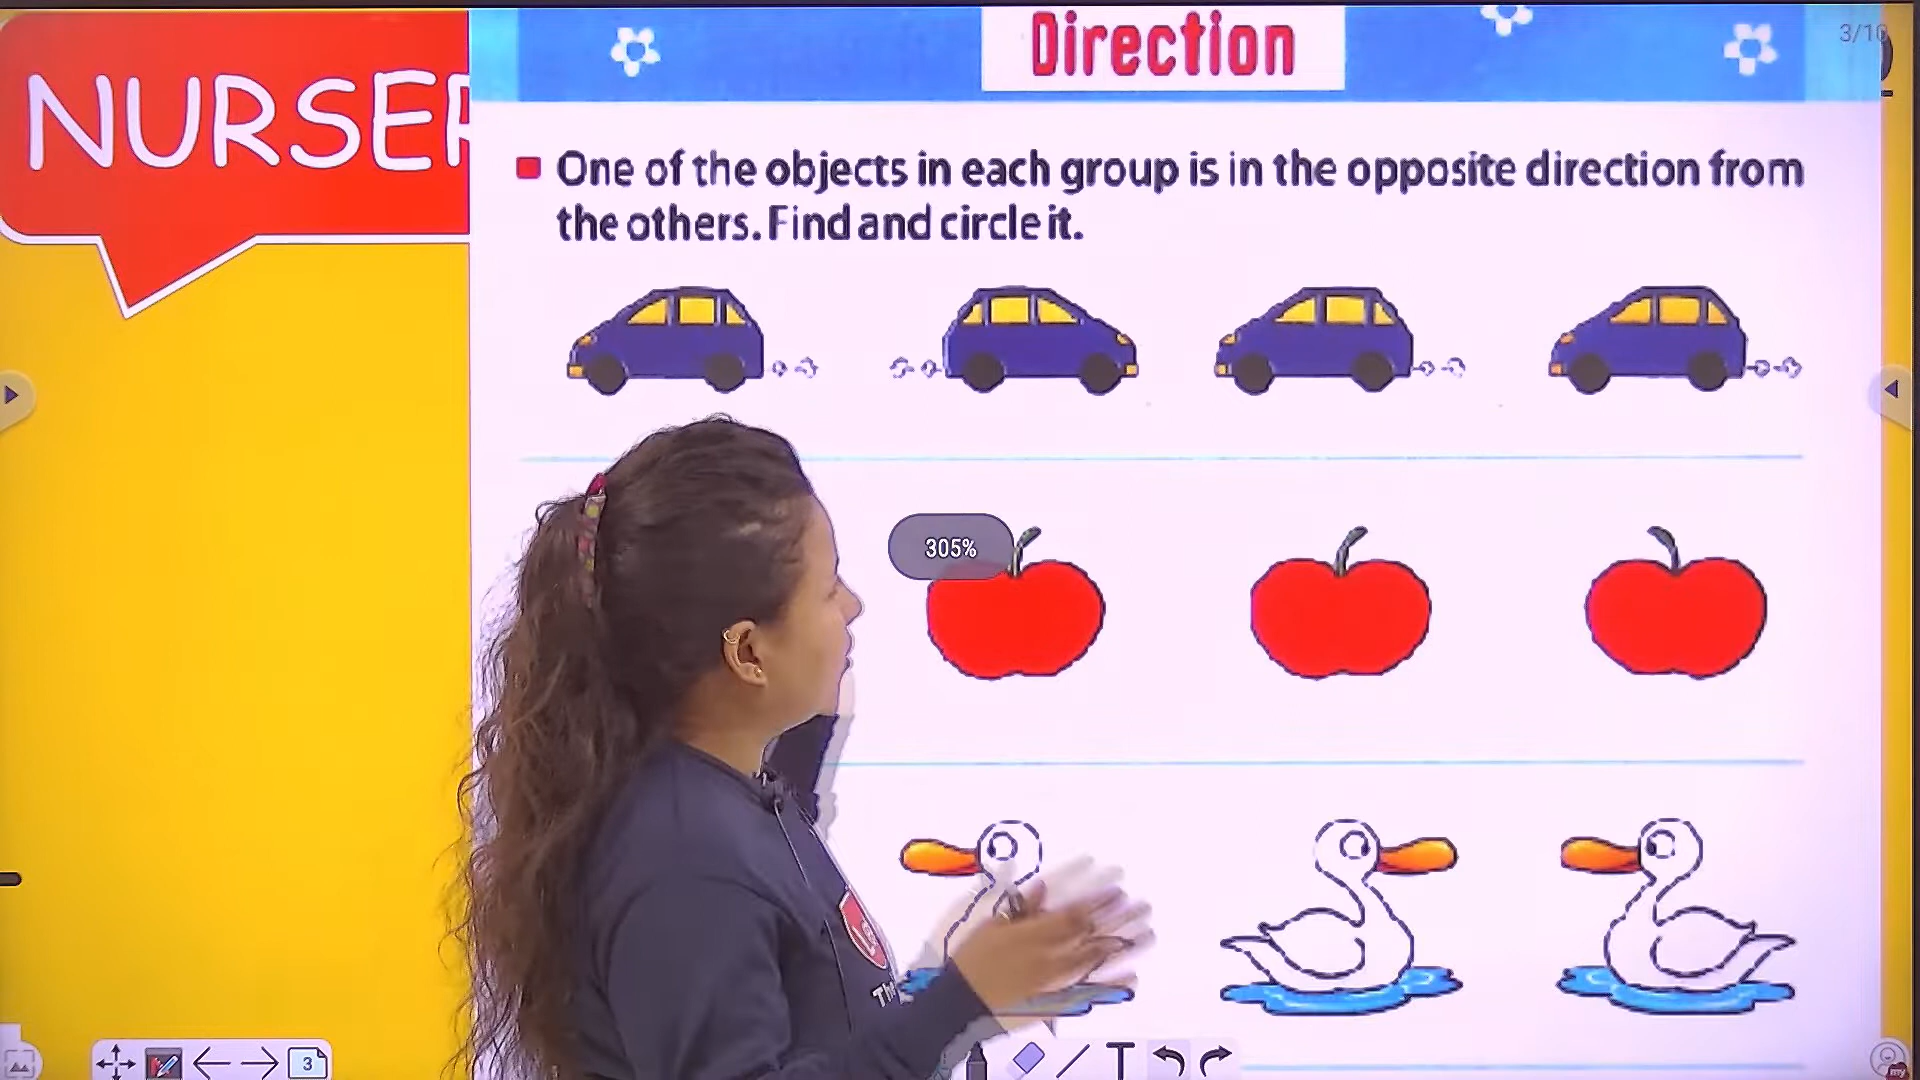 Direction
3/10
NURSER
One of the objects in each group is in the opposite direction from
the others. Find and circle it.
305%
The
3
T